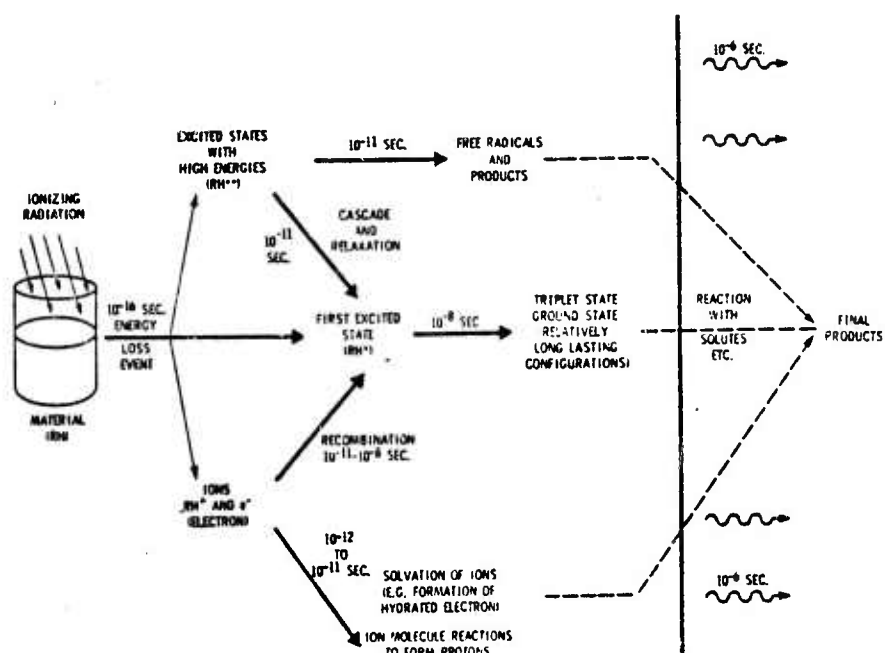 IONIZING
RADIATION
MATERIAL
(RH)
10⁻¹⁶ SEC.
ENERGY
LOSS
EVENT
EXCITED STATES
WITH
HIGH ENERGIES
(RH**)
10⁻¹¹ SEC.
FREE RADICALS
AND
PRODUCTS
10⁻¹¹
SEC.
CASCADE
AND
RELAXATION
FIRST EXCITED
STATE
(RH*)
10⁻⁸ SEC
TRIPLET STATE
GROUND STATE
RELATIVELY
LONG LASTING
CONFIGURATIONS)
RECOMBINATION
10⁻¹¹-10⁻⁸ SEC.
IONS
RH⁺ AND e⁻
(ELECTRON)
10⁻¹²
TO
10⁻¹¹ SEC.
SOLVATION OF IONS
(E.G. FORMATION OF
HYDRATED ELECTRON)
ION MOLECULE REACTIONS
TO FORM PROTONS
10⁻⁶ SEC.
REACTION
WITH
SOLUTES
ETC.
FINAL
PRODUCTS
10⁻⁶ SEC.